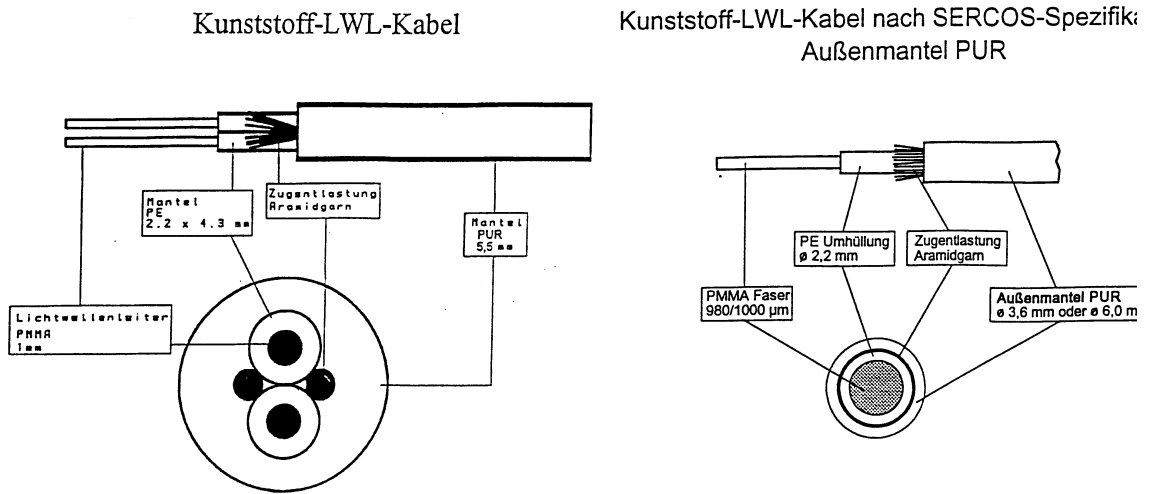 Kunststoff-LWL-Kabel
Mantel
PE
2.2 x 4.3 mm
Zugentlastung
Aramidgarn
Mantel
PUR
5,5 mm
Lichtwellenleiter
PMMA
1mm
Kunststoff-LWL-Kabel nach SERCOS-Spezifika
Außenmantel PUR
PE Umhüllung
ø 2,2 mm
Zugentlastung
Aramidgarn
PMMA Faser
980/1000 µm
Außenmantel PUR
ø 3,6 mm oder ø 6,0 m